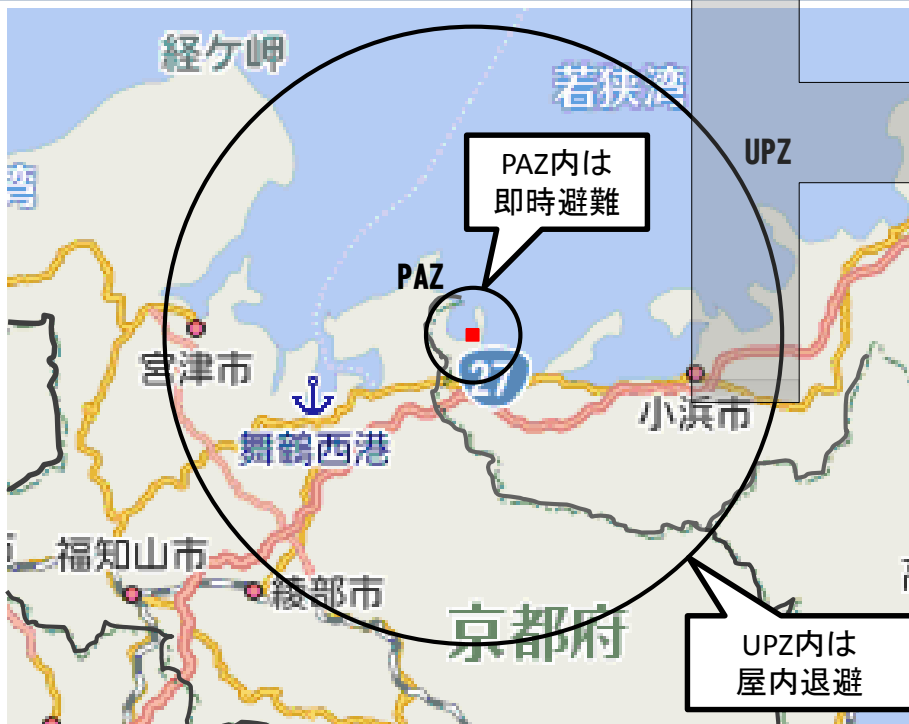 経ケ岬
若狭湾
湾
UPZ
PAZ内は
即時避難
PAZ
宮津市
27
小浜市
舞鶴西港
福知山市
綾部市
京都府
UPZ内は
屋内退避